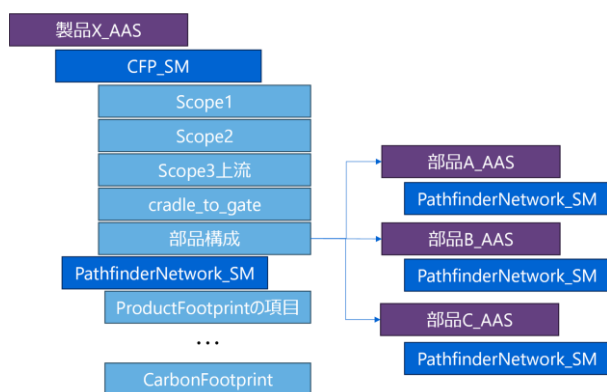 製品X_AAS
CFP_SM
Scope1
Scope2
Scope3上流
cradle_to_gate
部品構成
PathfinderNetwork_SM
ProductFootprintの項目
…
CarbonFootprint
部品A_AAS
PathfinderNetwork_SM
部品B_AAS
PathfinderNetwork_SM
部品C_AAS
PathfinderNetwork_SM